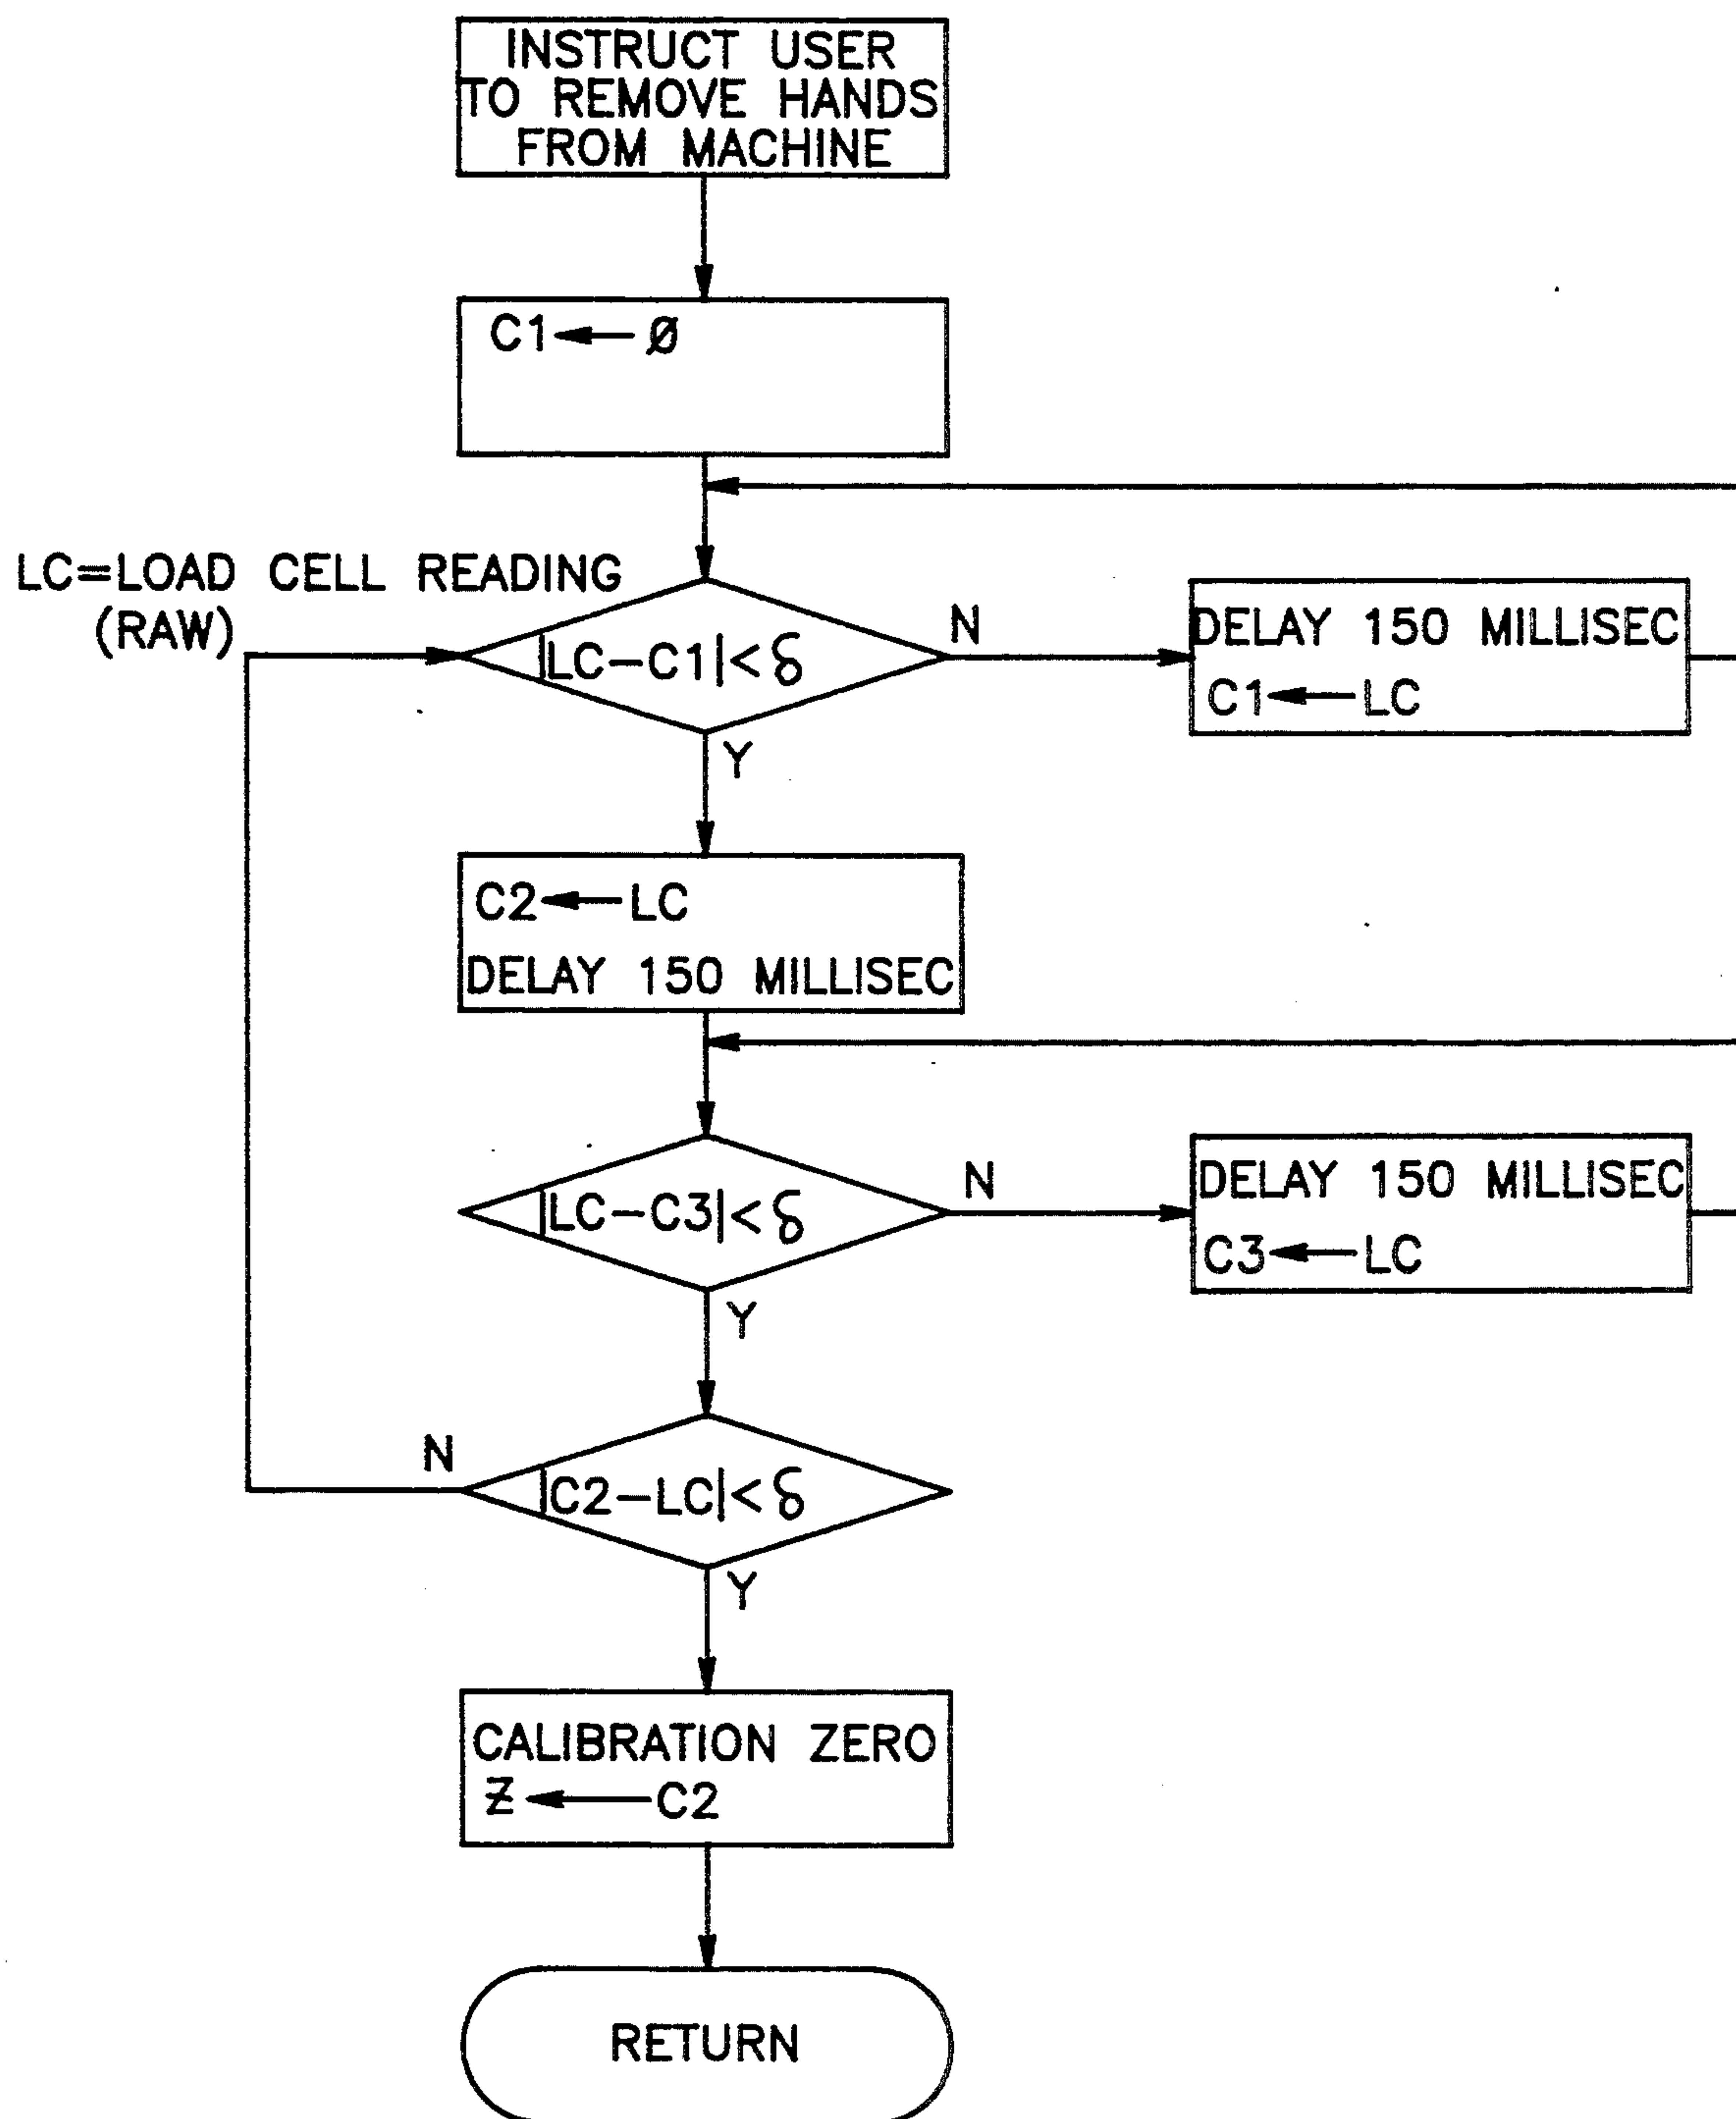 INSTRUCT USER
TO REMOVE HANDS
FROM MACHINE
C1←Ø
LC=LOAD CELL READING
(RAW)
|LC-C1|<δ
N
DELAY 150 MILLISEC
C1←LC
Y
C2←LC
DELAY 150 MILLISEC
|LC-C3|<δ
N
DELAY 150 MILLISEC
C3←LC
Y
N
|C2-LC|<δ
Y
CALIBRATION ZERO
Z←C2
RETURN